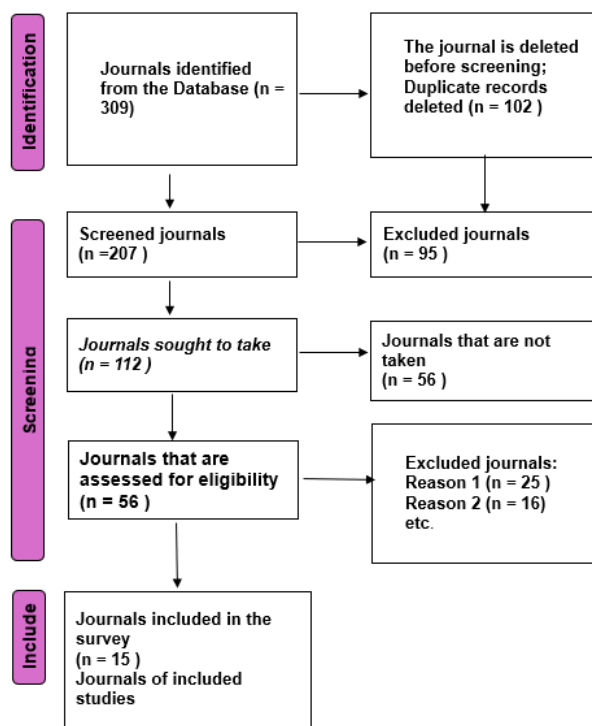 Identification
Journals identified
from the Database (n =
309)
The journal is deleted
before screening;
Duplicate records
deleted (n = 102 )
Screening
Screened journals
(n =207 )
Excluded journals
(n = 95 )
Journals sought to take
(n = 112 )
Journals that are not
taken
(n = 56 )
Journals that are
assessed for eligibility
(n = 56 )
Excluded journals:
Reason 1 (n = 25 )
Reason 2 (n = 16)
etc.
Include
Journals included in the
survey
(n = 15 )
Journals of included
studies